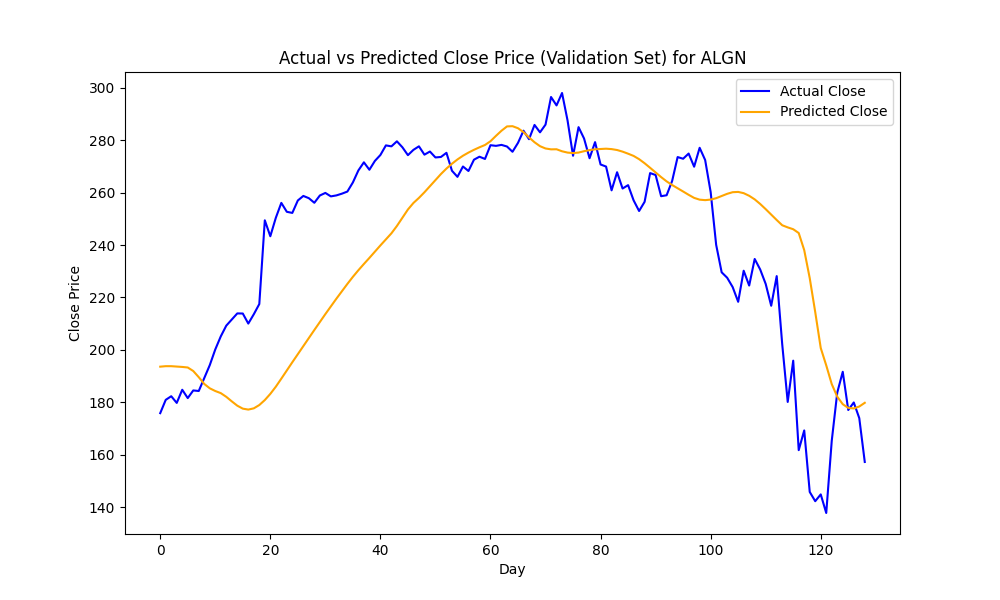 Actual vs Predicted Close Price (Validation Set) for ALGN
Actual Close
Predicted Close
Close Price
300
280
260
240
220
200
180
160
140
0 20 40 60 80 100 120
Day